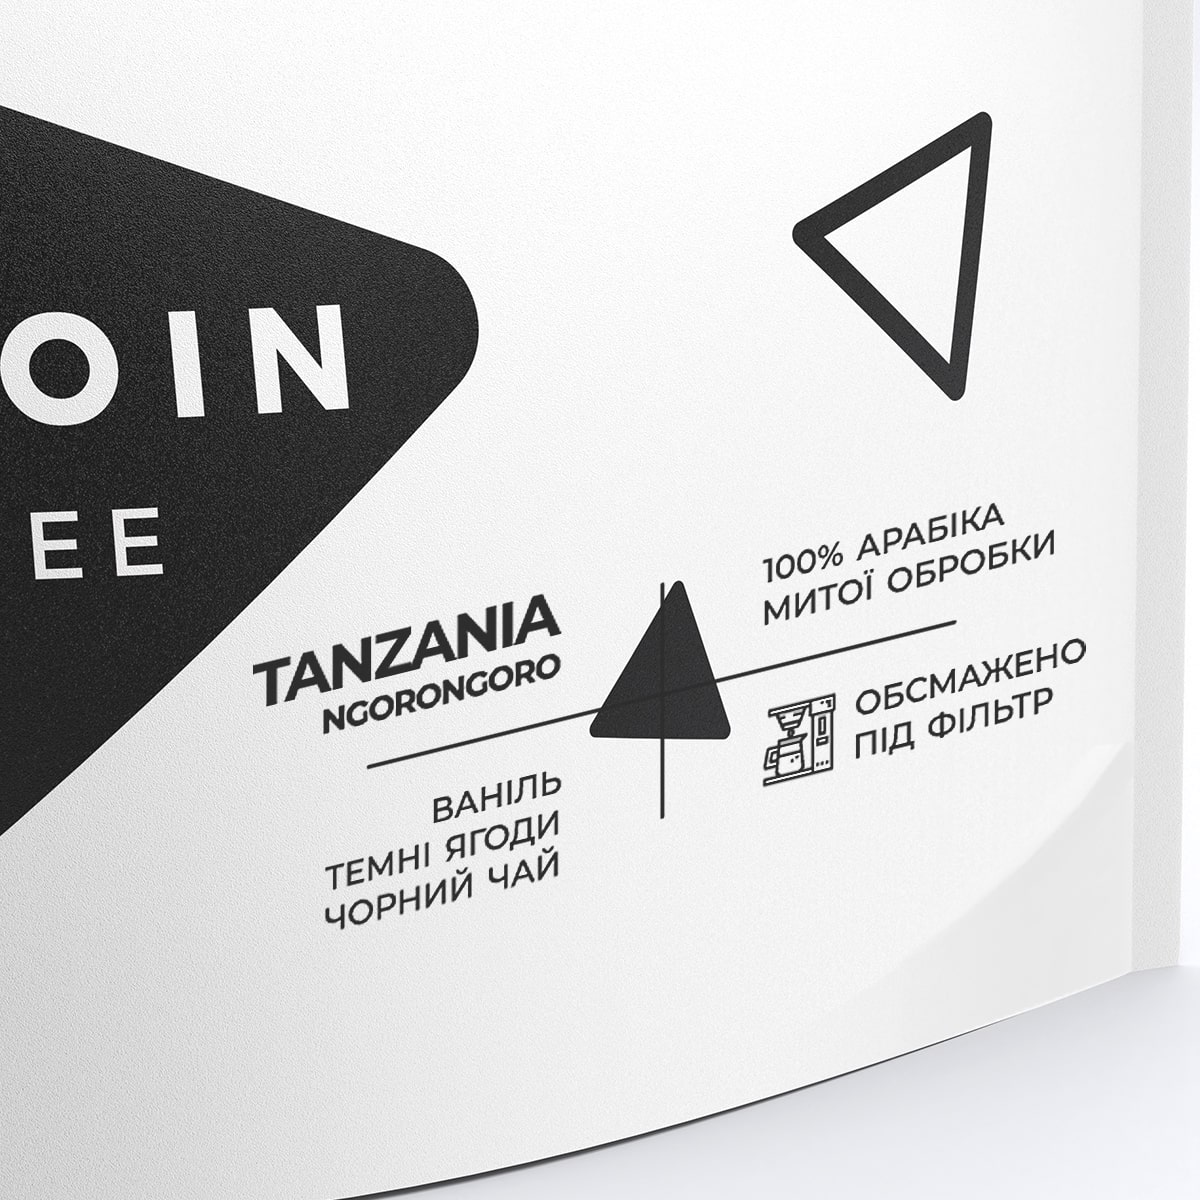 OIN
EE
TANZANIA
NGORONGORO
ВАНІЛЬ
ТЕМНІ ЯГОДИ
ЧОРНИЙ ЧАЙ
100% АРАБІКА
МИТОЇ ОБРОБКИ
ОБСМАЖЕНО
ПІД ФІЛЬТР